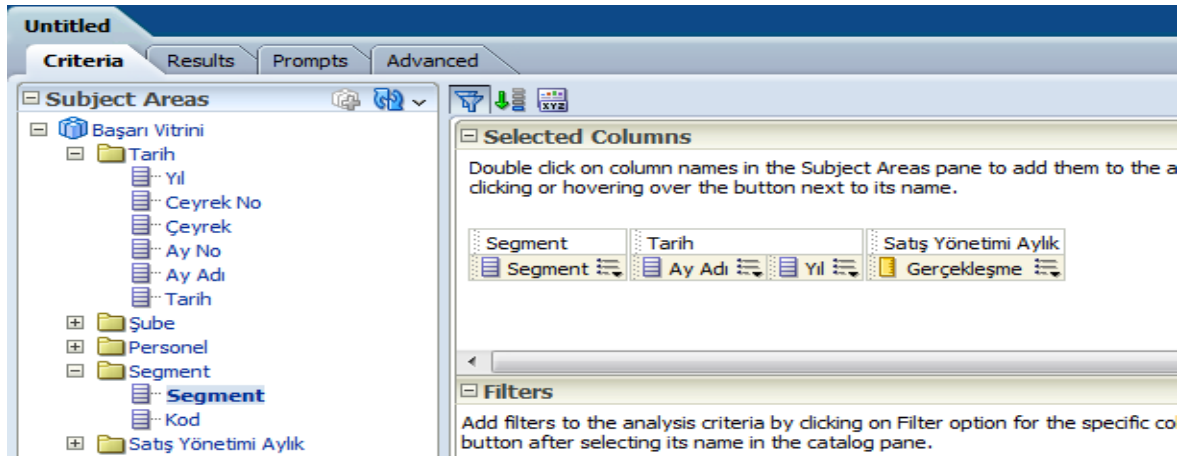 Untitled
Criteria Results Prompts Advanced
Subject Areas
Başarı Vitrini
Tarih
Yıl
Ceyrek No
Çeyrek
Ay No
Ay Adı
Tarih
Şube
Personel
Segment
Segment
Kod
Satış Yönetimi Aylık
XYZ
Selected Columns
Double click on column names in the Subject Areas pane to add them to the a
clicking or hovering over the button next to its name.
Segment Tarih Satış Yönetimi Aylık
Segment Ay Adı Yıl Gerçekleşme
Filters
Add filters to the analysis criteria by clicking on Filter option for the specific co
button after selecting its name in the catalog pane.